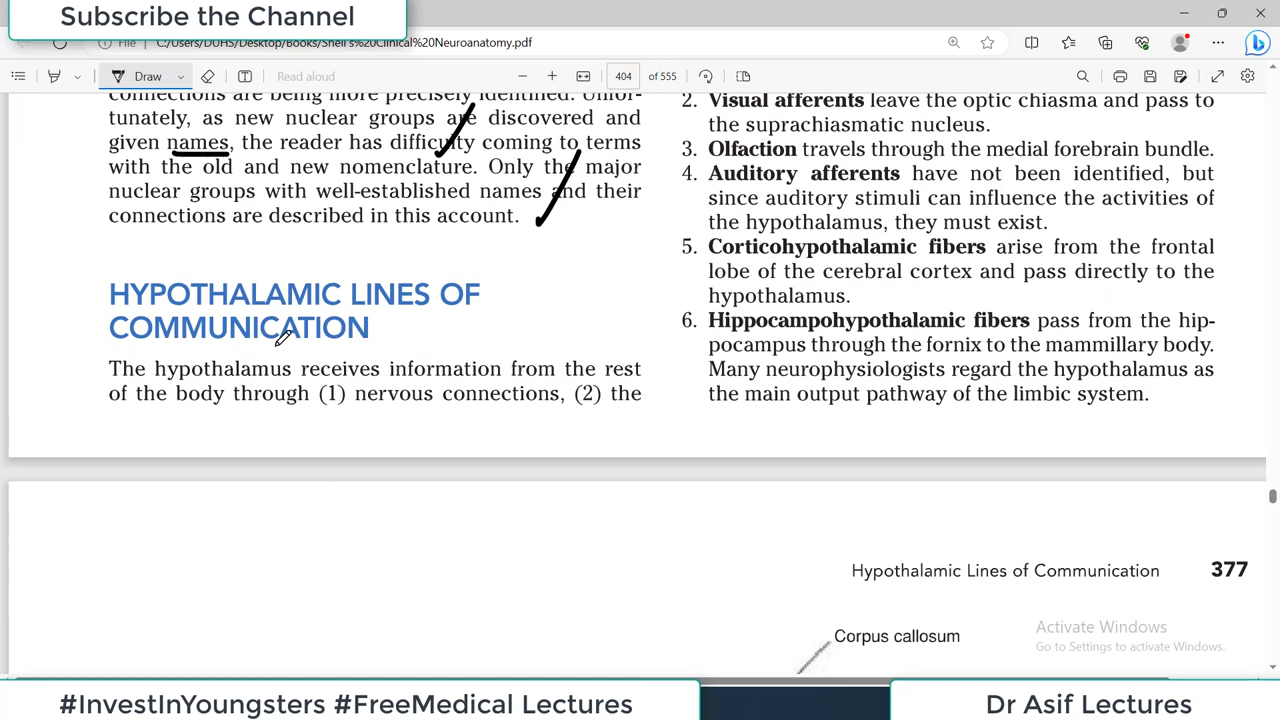 Subscribe the Channel
File
C:/Users/DUHS/Desktop/Books/Snell's%20Clinical%20Neuroanatomy.pdf
Draw
Read aloud
404 of 555
connections are being more precisely identified. Unfor-
tunately, as new nuclear groups are discovered and
given names, the reader has difficulty coming to terms
with the old and new nomenclature. Only the major
nuclear groups with well-established names and their
connections are described in this account.
HYPOTHALAMIC LINES OF
COMMUNICATION
The hypothalamus receives information from the rest
of the body through (1) nervous connections, (2) the
2. Visual afferents leave the optic chiasma and pass to
the suprachiasmatic nucleus.
3. Olfaction travels through the medial forebrain bundle.
4. Auditory afferents have not been identified, but
since auditory stimuli can influence the activities of
the hypothalamus, they must exist.
5. Corticohypothalamic fibers arise from the frontal
lobe of the cerebral cortex and pass directly to the
hypothalamus.
6. Hippocampohypothalamic fibers pass from the hip-
pocampus through the fornix to the mammillary body.
Many neurophysiologists regard the hypothalamus as
the main output pathway of the limbic system.
Hypothalamic Lines of Communication 377
Corpus callosum
Activate Windows
Go to Settings to activate Windows.
#InvestInYoungsters #FreeMedical Lectures
Dr Asif Lectures